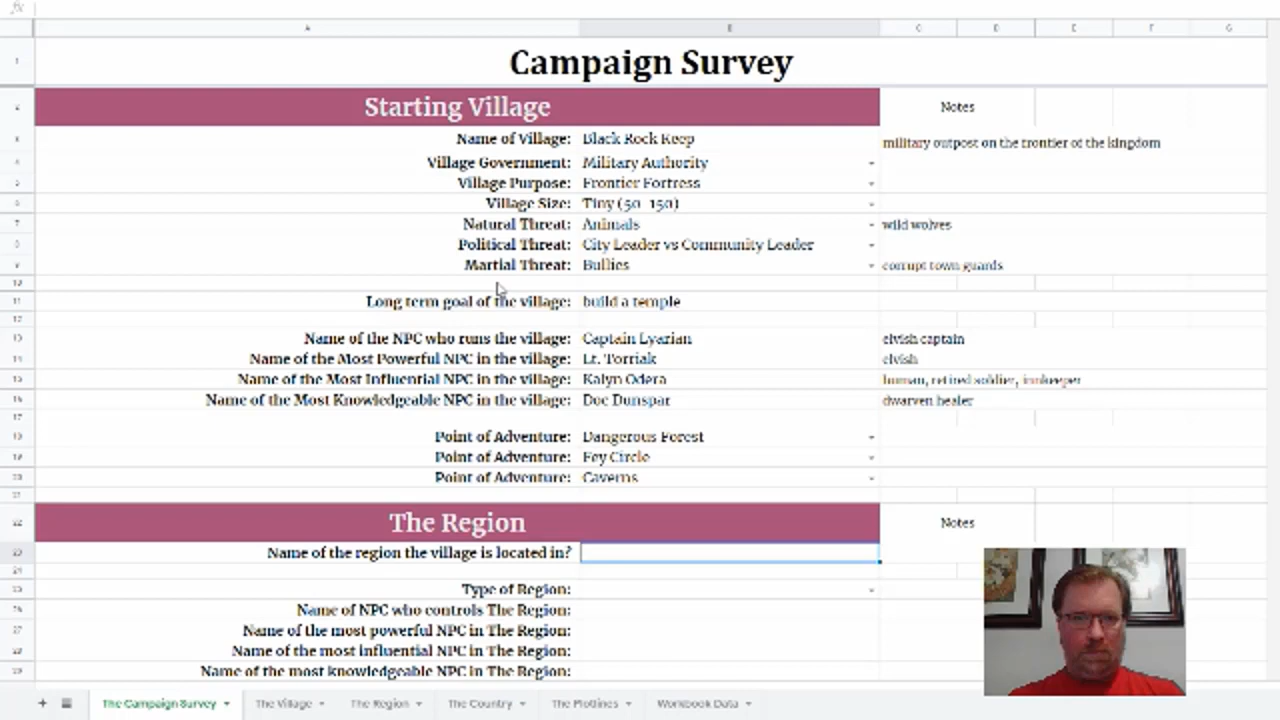 Campaign Survey
Starting Village Notes
Name of Village: Black Rock Keep military outpost on the frontier of the kingdom
Village Government: Military Authority
Village Purpose: Frontier Fortress
Village Size: Tiny (50-150)
Natural Threat: Animals wild wolves
Political Threat: City Leader vs Community Leader
Martial Threat: Bullies corrupt town guards
Long term goal of the village: build a temple
Name of the NPC who runs the village: Captain Lyarian elvish captain
Name of the Most Powerful NPC in the village: Lt. Torriak elvish
Name of the Most Influential NPC in the village: Kalyn Odera human, retired soldier, innkeeper
Name of the Most Knowledgeable NPC in the village: Doc Dunspar dwarven healer
Point of Adventure: Dangerous Forest
Point of Adventure: Fey Circle
Point of Adventure: Caverns
The Region Notes
Name of the region the village is located in?
Type of Region:
Name of NPC who controls The Region:
Name of the most powerful NPC in The Region:
Name of the most influential NPC in The Region:
Name of the most knowledgeable NPC in The Region:
The Campaign Survey The Village The Region The Country The Plotlines Workbook Data